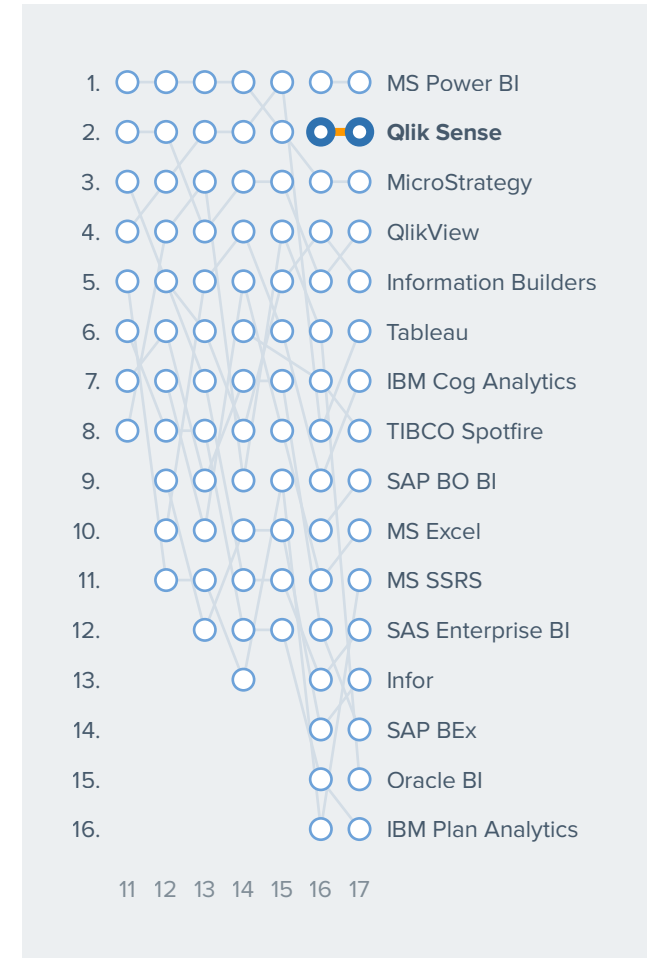 1. MS Power BI
2. Qlik Sense
3. MicroStrategy
4. QlikView
5. Information Builders
6. Tableau
7. IBM Cog Analytics
8. TIBCO Spotfire
9. SAP BO BI
10. MS Excel
11. MS SSRS
12. SAS Enterprise BI
13. Infor
14. SAP BEx
15. Oracle BI
16. IBM Plan Analytics
11 12 13 14 15 16 17